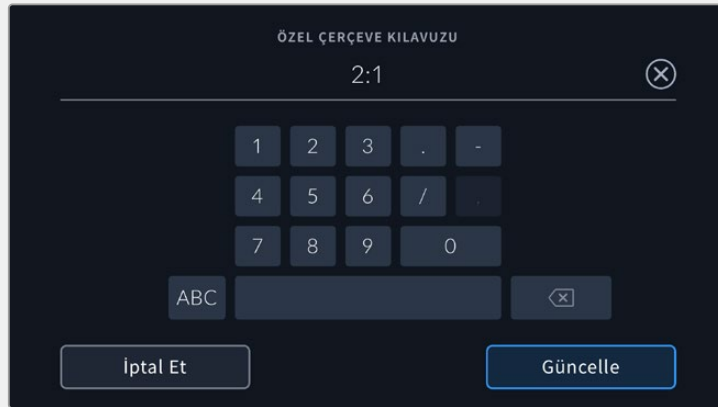 ÖZEL ÇERÇEVE KILAVUZU
2:1
1 2 3 . -
4 5 6 / .
7 8 9 0
ABC
İptal Et Güncelle